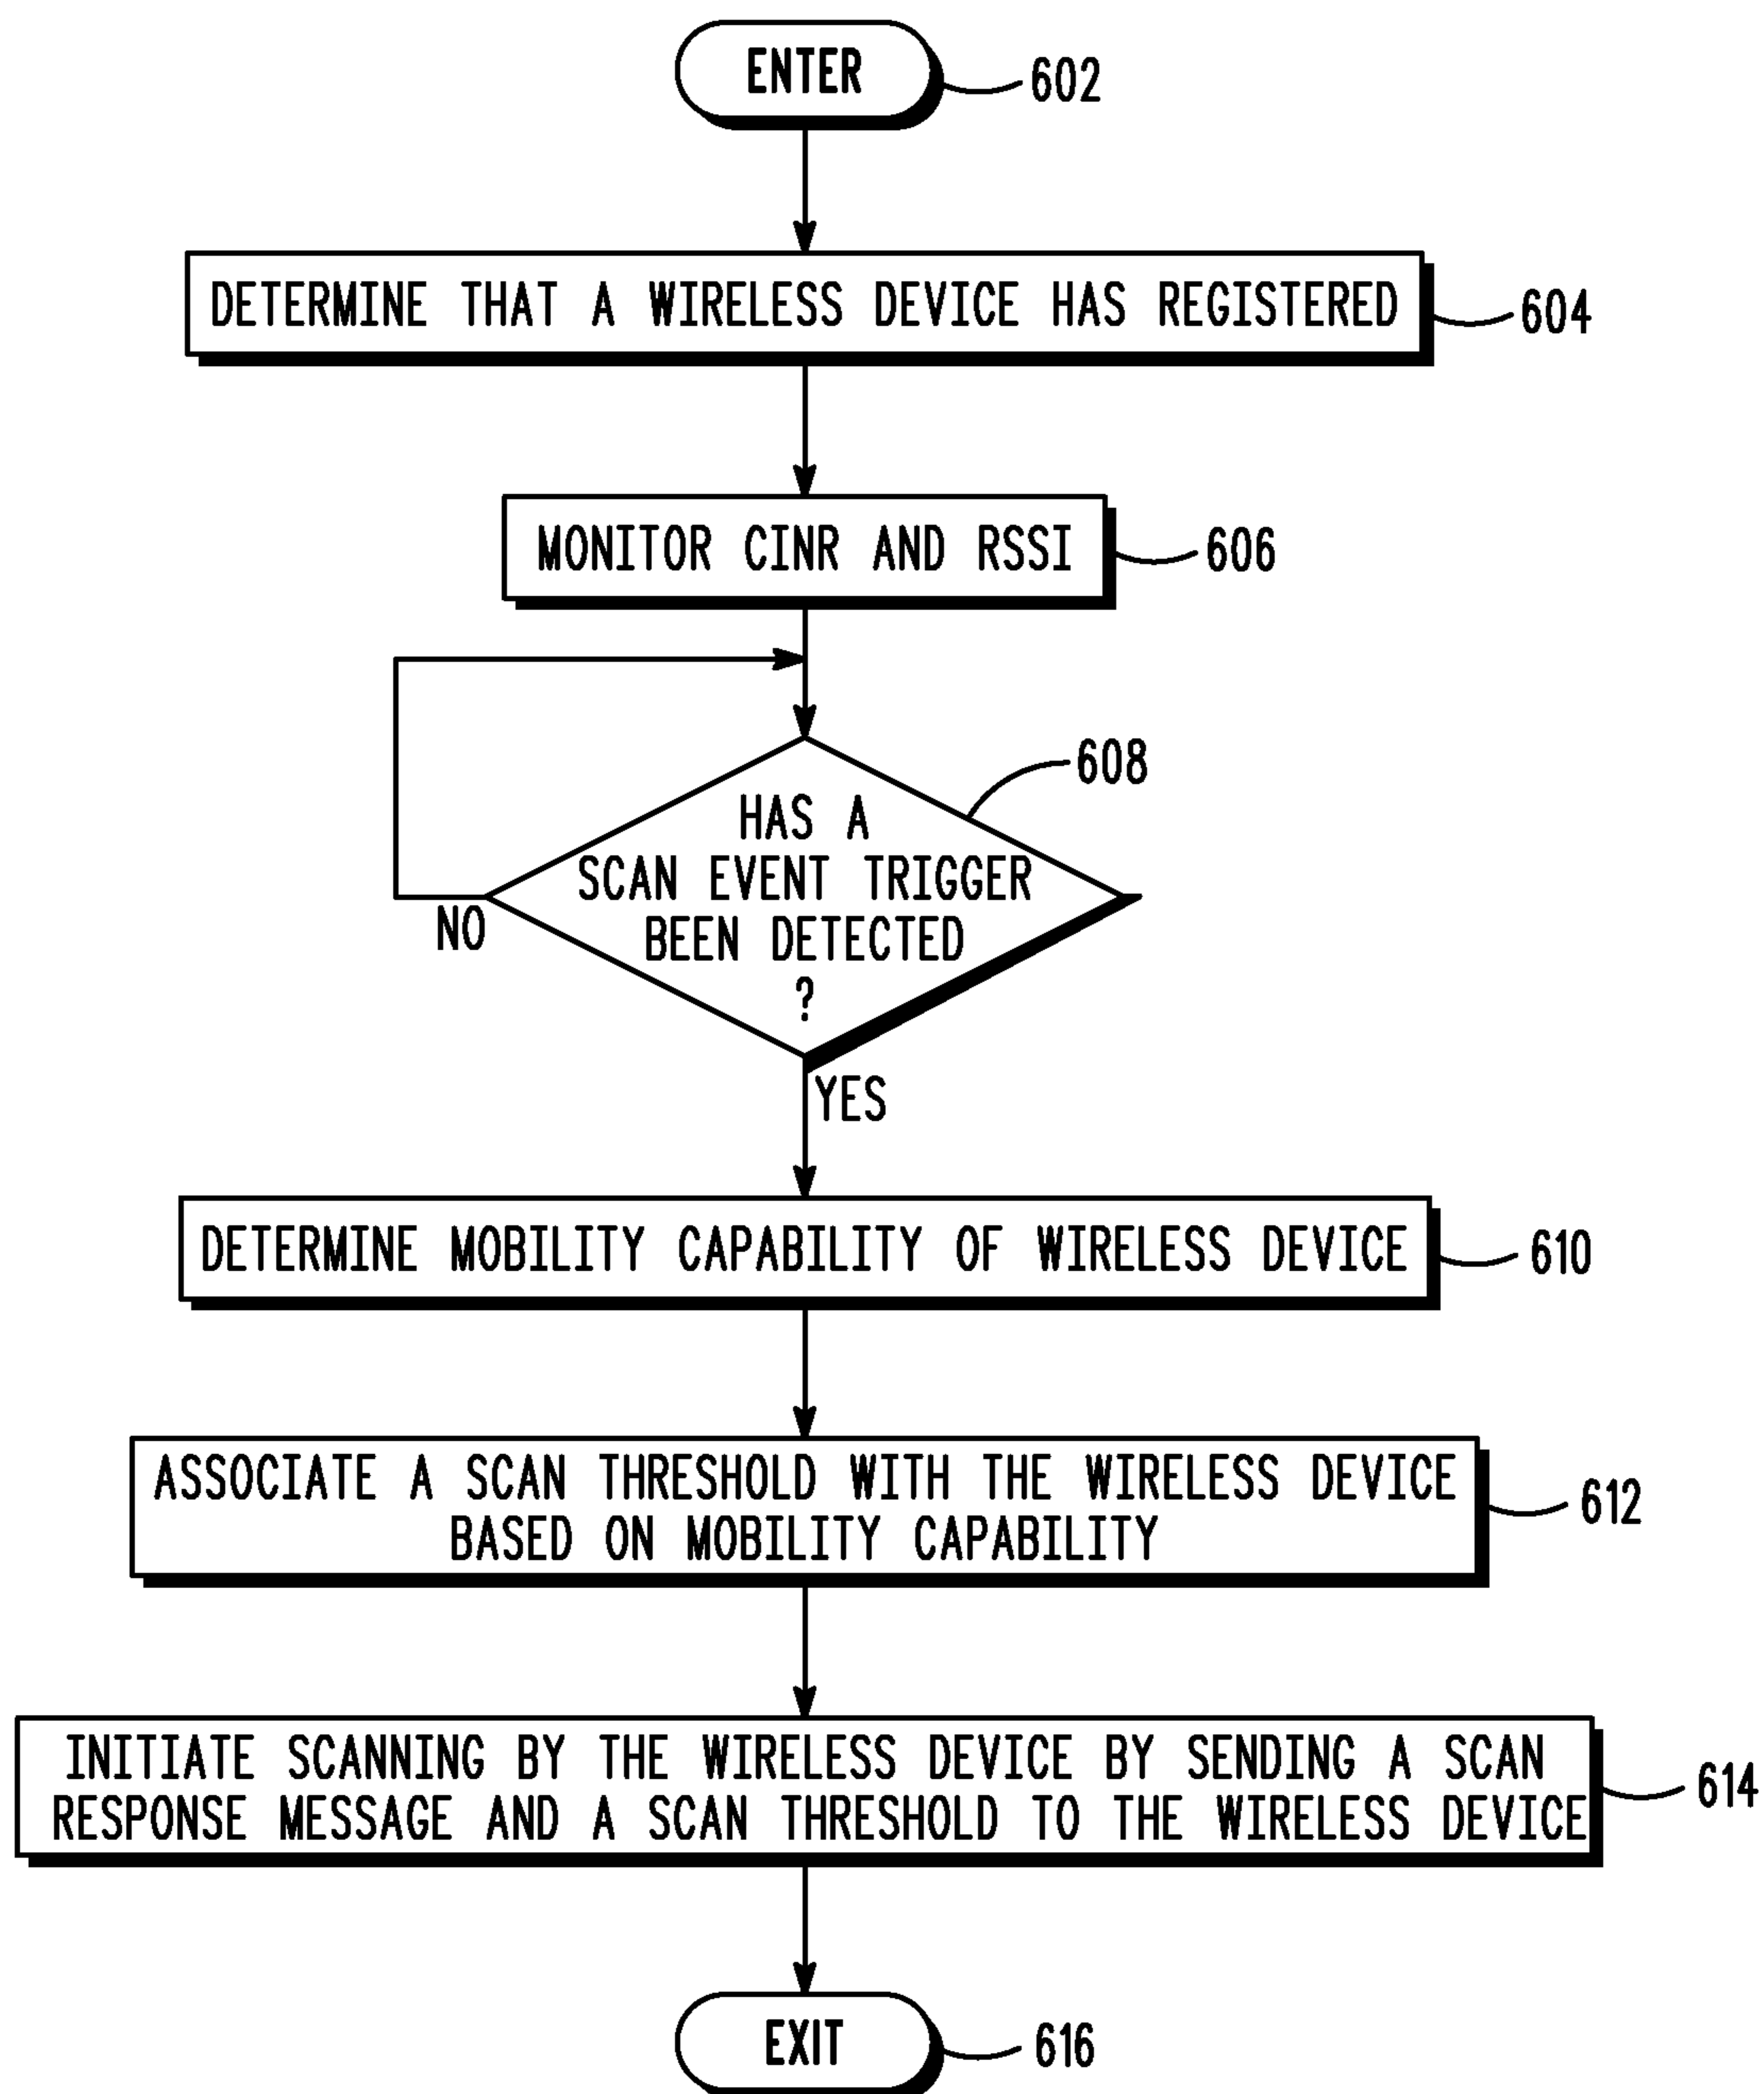 ENTER
602
DETERMINE THAT A WIRELESS DEVICE HAS REGISTERED
604
MONITOR CINR AND RSSI
606
608
HAS A
SCAN EVENT TRIGGER
BEEN DETECTED
?
NO
YES
DETERMINE MOBILITY CAPABILITY OF WIRELESS DEVICE
610
ASSOCIATE A SCAN THRESHOLD WITH THE WIRELESS DEVICE
BASED ON MOBILITY CAPABILITY
612
INITIATE SCANNING BY THE WIRELESS DEVICE BY SENDING A SCAN
RESPONSE MESSAGE AND A SCAN THRESHOLD TO THE WIRELESS DEVICE
614
EXIT
616